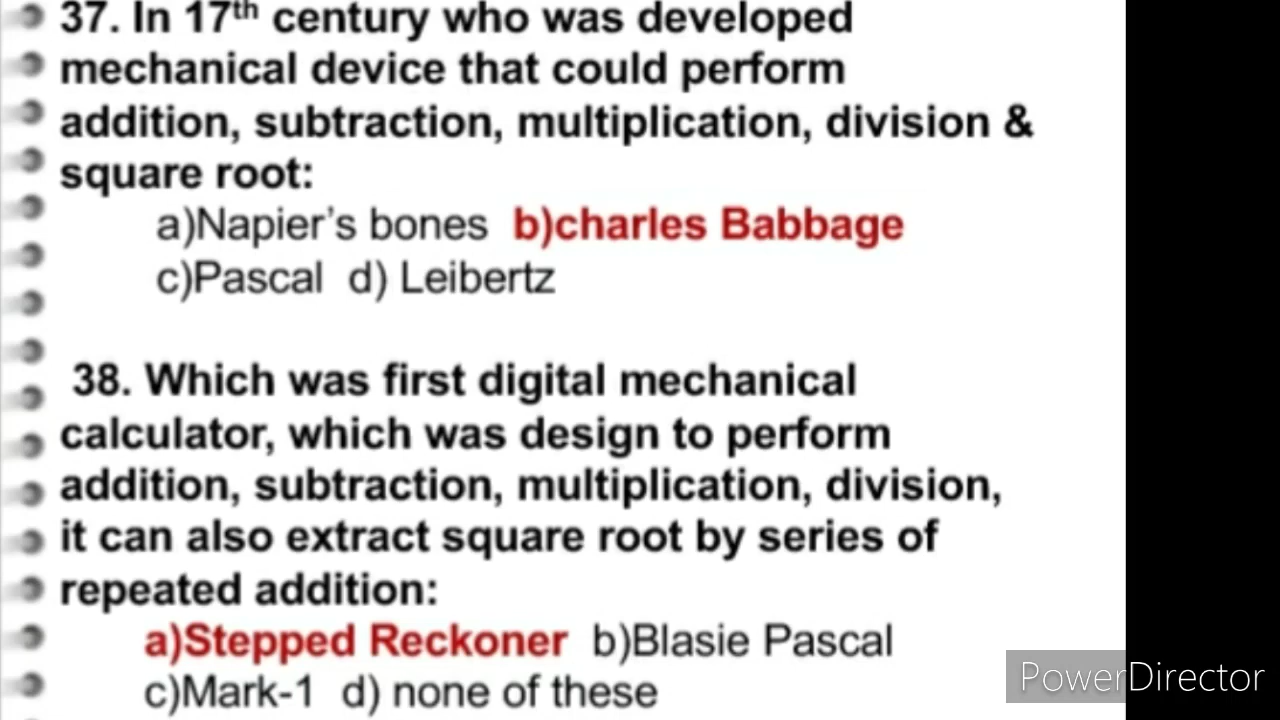 37. In 17th century who was developed
mechanical device that could perform
addition, subtraction, multiplication, division &
square root:
a)Napier’s bones b)charles Babbage
c)Pascal d) Leibertz
38. Which was first digital mechanical
calculator, which was design to perform
addition, subtraction, multiplication, division,
it can also extract square root by series of
repeated addition:
a)Stepped Reckoner b)Blasie Pascal
c)Mark-1 d) none of these
PowerDirector